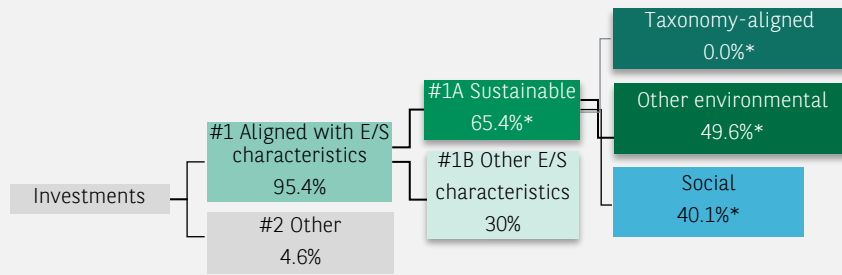 Investments
#1 Aligned with E/S
characteristics
95.4%
#2 Other
4.6%
#1A Sustainable
65.4%*
#1B Other E/S
characteristics
30%
Taxonomy-aligned
0.0%*
Other environmental
49.6%*
Social
40.1%*